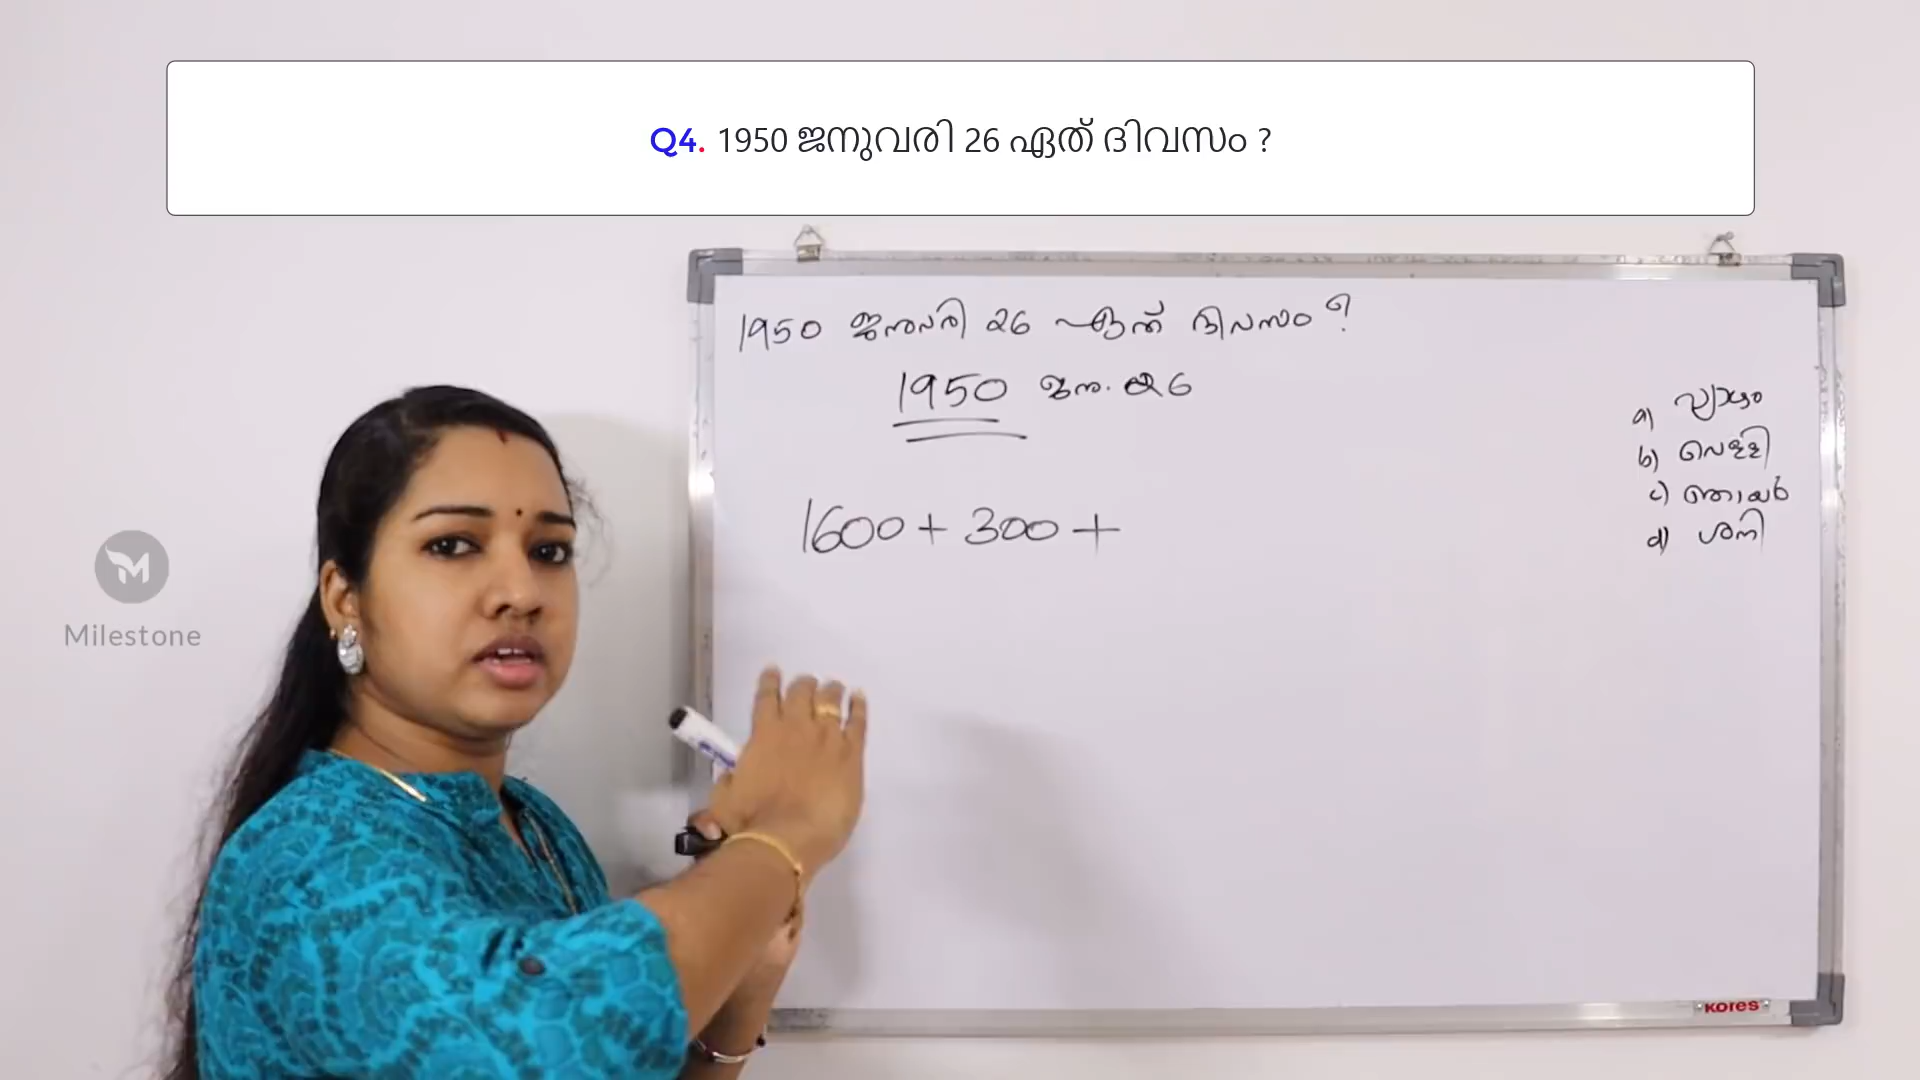 Q4. 1950 ജനുവരി 26 ഏത് ദിവസം ?
1950 ജനുവരി 26 ഏത് ദിവസം ?
1950 ജനു. 26
1600 + 300 +
a) വ്യാഴം
b) വെള്ളി
c) ഞായർ
d) ശനി
Milestone
KOReS